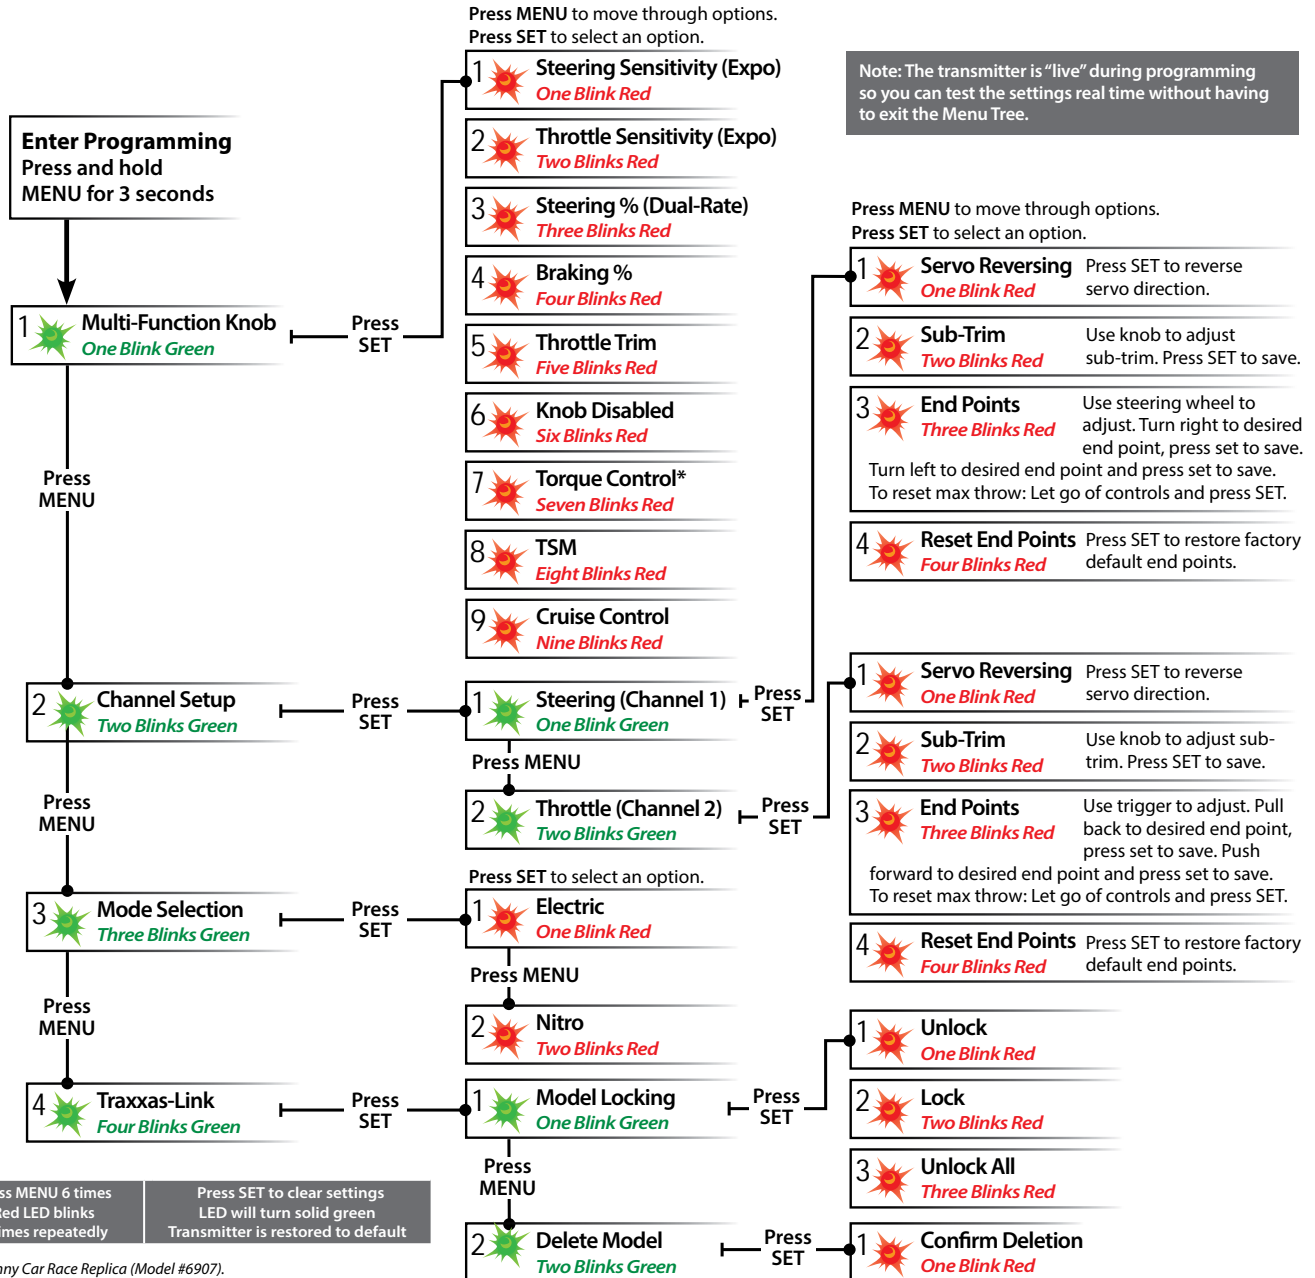 Press MENU to move through options.
Press SET to select an option.
1 Steering Sensitivity (Expo)
One Blink Red
2 Throttle Sensitivity (Expo)
Two Blinks Red
3 Steering % (Dual-Rate)
Three Blinks Red
4 Braking %
Four Blinks Red
5 Throttle Trim
Five Blinks Red
6 Knob Disabled
Six Blinks Red
7 Torque Control*
Seven Blinks Red
8 TSM
Eight Blinks Red
9 Cruise Control
Nine Blinks Red
Note: The transmitter is “live” during programming
so you can test the settings real time without having
to exit the Menu Tree.
Enter Programming
Press and hold
MENU for 3 seconds
1 Multi-Function Knob
One Blink Green
Press
SET
Press
MENU
2 Channel Setup
Two Blinks Green
Press
SET
1 Steering (Channel 1)
One Blink Green
Press
SET
Press MENU
2 Throttle (Channel 2)
Two Blinks Green
Press
SET
Press MENU to move through options.
Press SET to select an option.
1 Servo Reversing
One Blink Red
Press SET to reverse
servo direction.
2 Sub-Trim
Two Blinks Red
Use knob to adjust
sub-trim. Press SET to save.
3 End Points
Three Blinks Red
Use steering wheel to
adjust. Turn right to desired
end point, press set to save.
Turn left to desired end point and press set to save.
To reset max throw: Let go of controls and press SET.
4 Reset End Points
Four Blinks Red
Press SET to restore factory
default end points.
1 Servo Reversing
One Blink Red
Press SET to reverse
servo direction.
2 Sub-Trim
Two Blinks Red
Use knob to adjust sub-
trim. Press SET to save.
3 End Points
Three Blinks Red
Use trigger to adjust. Pull
back to desired end point,
press set to save. Push
forward to desired end point and press set to save.
To reset max throw: Let go of controls and press SET.
4 Reset End Points
Four Blinks Red
Press SET to restore factory
default end points.
Press
MENU
3 Mode Selection
Three Blinks Green
Press
SET
Press SET to select an option.
1 Electric
One Blink Red
Press MENU
2 Nitro
Two Blinks Red
Press
MENU
4 Traxxas-Link
Four Blinks Green
Press
SET
1 Model Locking
One Blink Green
Press
SET
1 Unlock
One Blink Red
2 Lock
Two Blinks Red
3 Unlock All
Three Blinks Red
Press
MENU
2 Delete Model
Two Blinks Green
Press
SET
1 Confirm Deletion
One Blink Red
MENU 6 times
LED blinks
repeatedly
Press SET to clear settings
LED will turn solid green
Transmitter is restored to default
Car Race Replica (Model #6907).